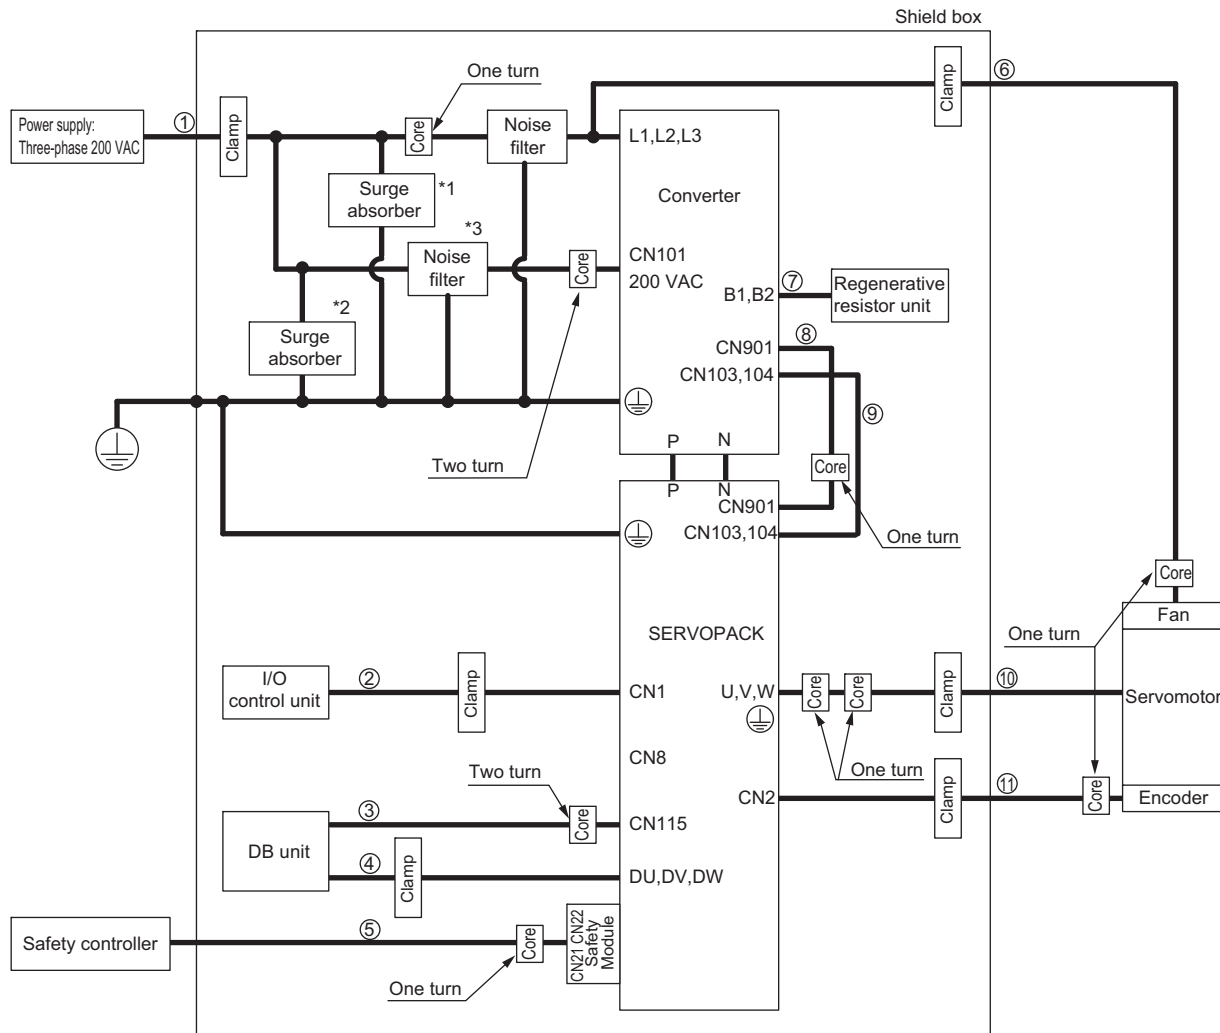 Shield box
One turn
⑥
Clamp
Power supply:
Three-phase 200 VAC
①
Clamp
Core
Noise
filter
L1,L2,L3
Surge
absorber
*1
Converter
*3
Noise
filter
Core
CN101
200 VAC
⑦
B1,B2
Regenerative
resistor unit
*2
Surge
absorber
⑧
CN901
CN103,104
⑨
Two turn
P
N
Core
P
N
CN901
CN103,104
One turn
Core
Fan
SERVOPACK
One turn
I/O
control unit
②
Clamp
CN1
U,V,W
Core
Core
Clamp
⑩
Servomotor
CN8
One turn
Two turn
CN2
Clamp
⑪
Core
Encoder
DB unit
③
Core
CN115
④
Clamp
DU,DV,DW
Safety controller
⑤
Core
CN21 CN22
Safety
Module
One turn